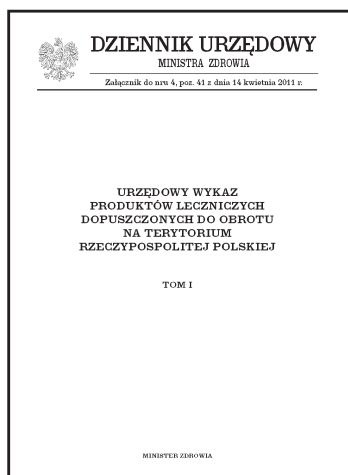 DZIENNIK URZĘDOWY
MINISTRA ZDROWIA
Załącznik do nru 4, poz. 41 z dnia 14 kwietnia 2011 r.
URZĘDOWY WYKAZ
PRODUKTÓW LECZNICZYCH
DOPUSZCZONYCH DO OBROTU
NA TERYTORIUM
RZECZYPOSPOLITEJ POLSKIEJ
TOM I
MINISTER ZDROWIA